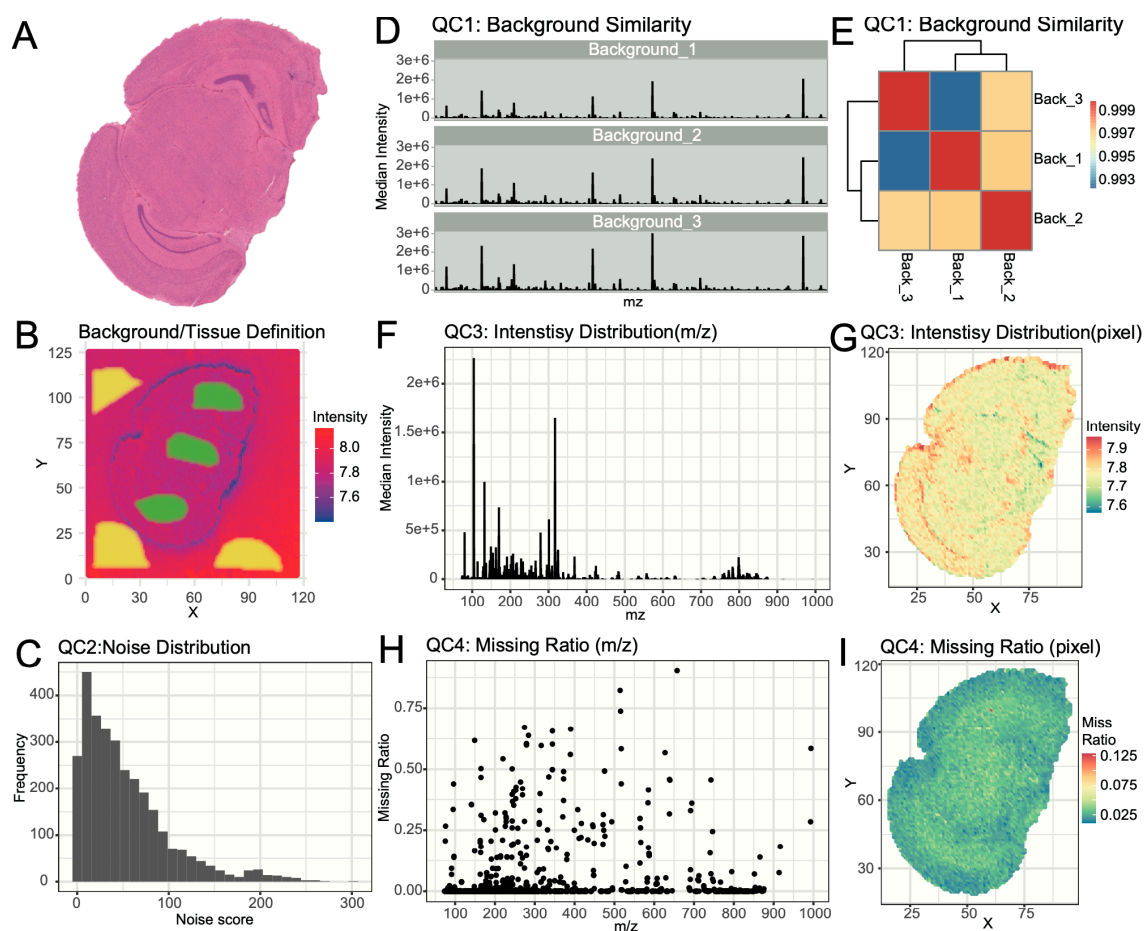 A
D QC1: Background Similarity
Background_1
3e+6
2e+6
1e+6
0
Background_2
3e+6
2e+6
1e+6
0
Background_3
3e+6
2e+6
1e+6
0
Median Intensity
mz
E QC1: Background Similarity
Back_3
Back_1
Back_2
Back_3
Back_1
Back_2
0.999
0.997
0.995
0.993
B Background/Tissue Definition
125
100
75
50
25
0
Y
0 30 60 90 120
X
Intensity
8.0
7.8
7.6
F QC3: Intenstisy Distribution(m/z)
2e+6
1.5e+6
1e+6
5e+5
0
Median Intensity
100 200 300 400 500 600 700 800 900 1000
mz
G QC3: Intenstisy Distribution(pixel)
120
90
60
30
Y
25 50 75
X
Intensity
7.9
7.8
7.7
7.6
C QC2:Noise Distribution
400
300
200
100
0
Frequency
0 100 200 300
Noise score
H QC4: Missing Ratio (m/z)
0.75
0.50
0.25
0.00
Missing Ratio
100 200 300 400 500 600 700 800 900 1000
m/z
I QC4: Missing Ratio (pixel)
120
90
60
30
Y
25 50 75
X
Miss
Ratio
0.125
0.075
0.025